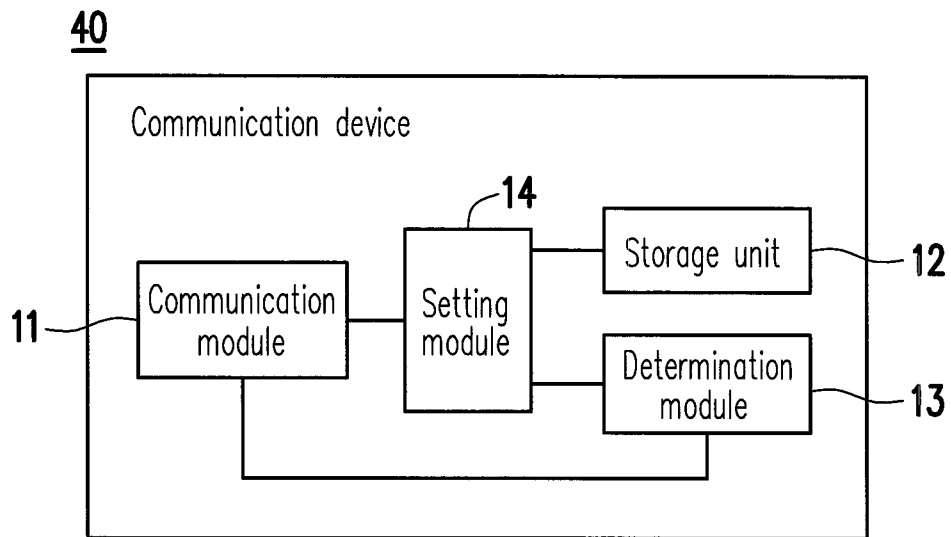 40
Communication device
14
Storage unit
12
Communication
module
11
Setting
module
Determination
module
13